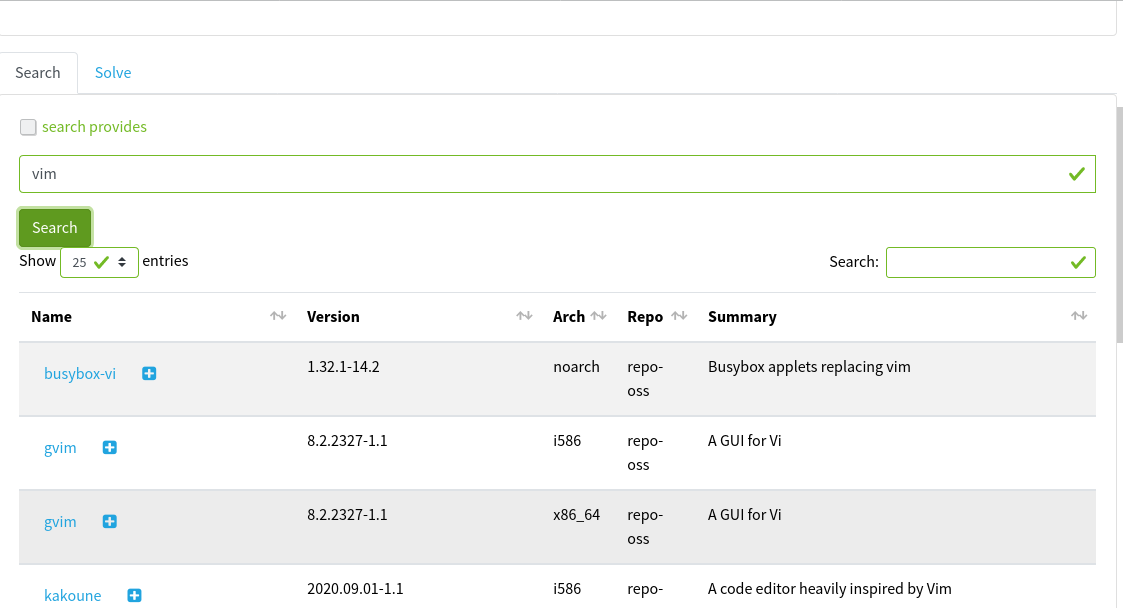 Search Solve
search provides
vim
Search
Show 25 entries Search:
Name Version Arch Repo Summary
busybox-vi 1.32.1-14.2 noarch repo-
oss Busybox applets replacing vim
gvim 8.2.2327-1.1 i586 repo-
oss A GUI for Vi
gvim 8.2.2327-1.1 x86_64 repo-
oss A GUI for Vi
kakoune 2020.09.01-1.1 i586 repo- A code editor heavily inspired by Vim